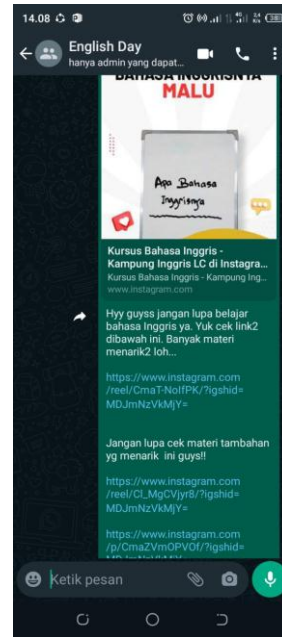 14.08
English Day
hanya admin yang dapat...
BAHASA INGGRISNYA
MALU
Apa Bahasa
Inggrisnya
Kursus Bahasa Inggris -
Kampung Inggris LC di Instagra...
Kursus Bahasa Inggris - Kampung Ing...
www.instagram.com
Hyy guyss jangan lupa belajar
bahasa Inggris ya. Yuk cek link2
dibawah ini. Banyak materi
menarik2 loh...
https://www.instagram.com
/reel/CmaT-NoIfPK/?igshid=
MDJmNzVkMjY=
Jangan lupa cek materi tambahan
yg menarik ini guys!!
https://www.instagram.com
/reel/Cl_MgCVjyr8/?igshid=
MDJmNzVkMjY=
https://www.instagram.com
/p/CmaZVmOPVOf/?igshid=
MDJmNzVkMjY=
Ketik pesan